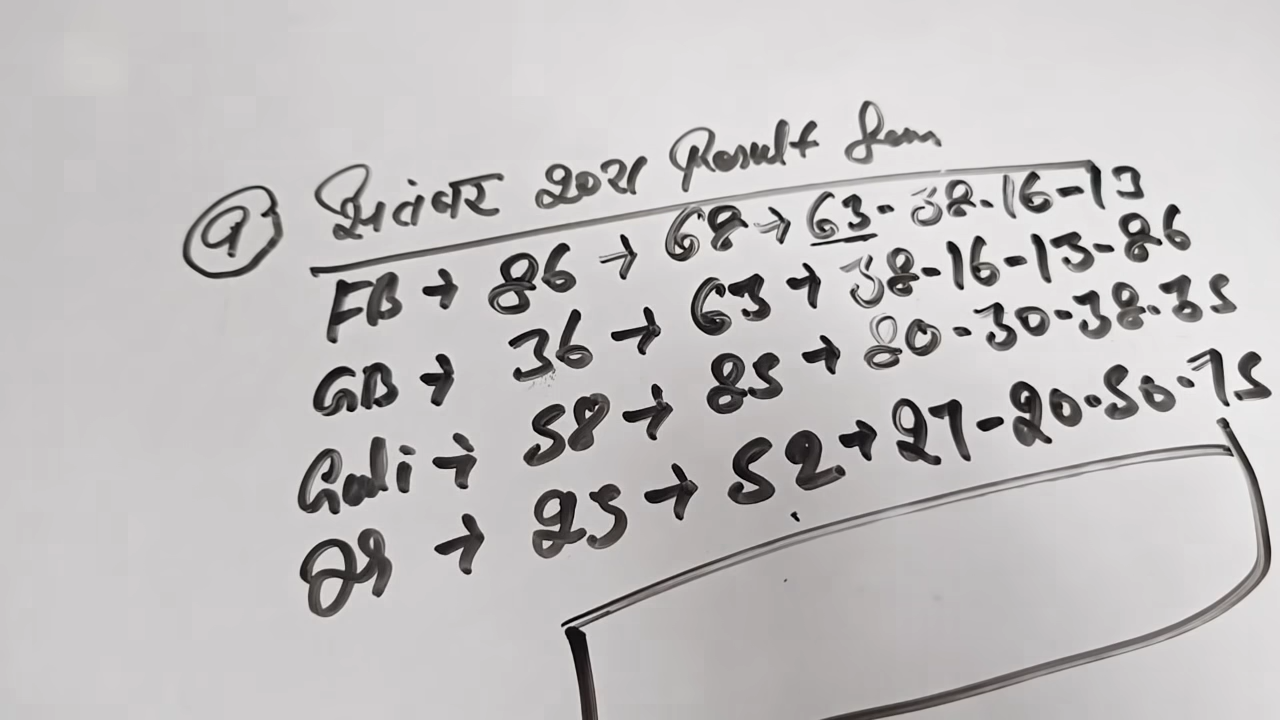 9 सितंबर 2021 Result
FB → 86 → 68 → 63 - 38 - 16 - 13
GB → 36 → 63 → 38 - 16 - 13 - 86
Gali → 58 → 85 → 80 - 30 - 38 - 35
DS → 25 → 52 → 27 - 20 - 50 - 75